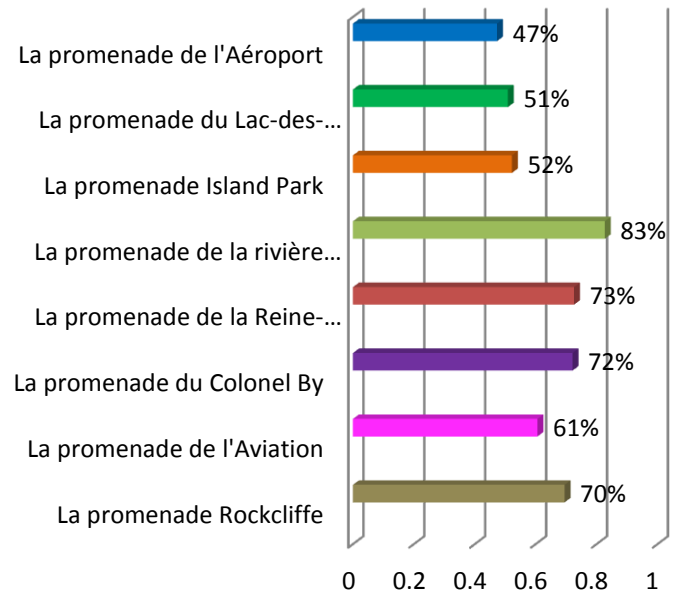 47%
La promenade de l'Aéroport
51%
La promenade du Lac-des-...
52%
La promenade Island Park
83%
La promenade de la rivière...
73%
La promenade de la Reine-...
72%
La promenade du Colonel By
61%
La promenade de l'Aviation
70%
La promenade Rockcliffe
0 0.2 0.4 0.6 0.8 1